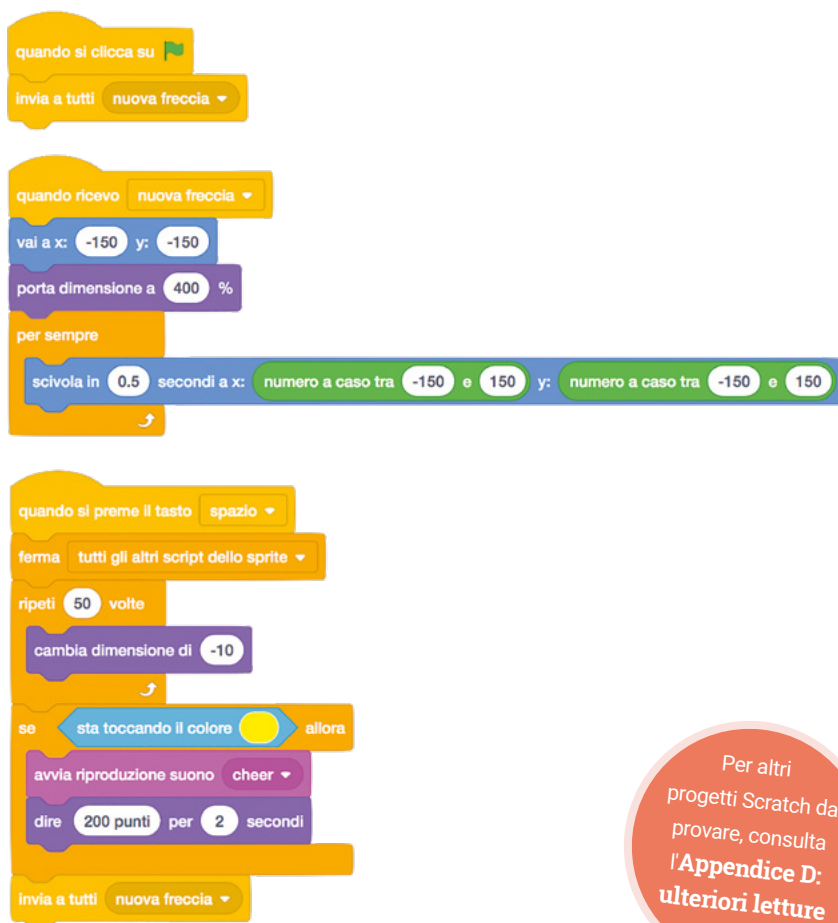 quando si clicca su
invia a tutti nuova freccia
quando ricevo nuova freccia
vai a x: -150 y: -150
porta dimensione a 400 %
per sempre
scivola in 0.5 secondi a x: numero a caso tra -150 e 150 y: numero a caso tra -150 e 150
quando si preme il tasto spazio
ferma tutti gli altri script dello sprite
ripeti 50 volte
cambia dimensione di -10
se sta toccando il colore allora
avvia riproduzione suono cheer
dire 200 punti per 2 secondi
invia a tutti nuova freccia
Per altri
progetti Scratch da
provare, consulta
l'Appendice D:
ulteriori letture